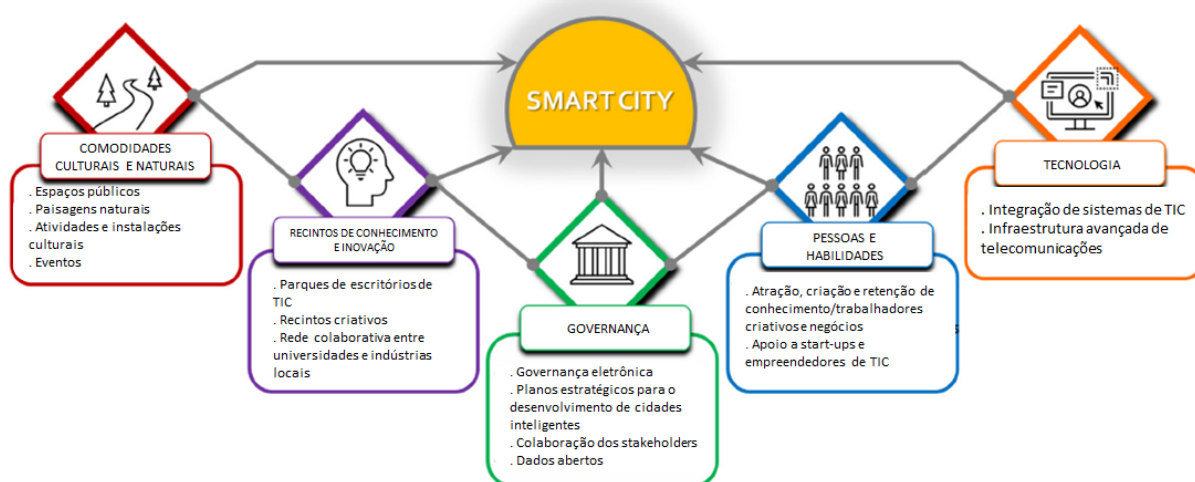 SMART CITY
COMODIDADES
CULTURAIS E NATURAIS
. Espaços públicos
. Paisagens naturais
. Atividades e instalações
culturais
. Eventos
RECINTOS DE CONHECIMENTO
E INOVAÇÃO
. Parques de escritórios de
TIC
. Recintos criativos
. Rede colaborativa entre
universidades e indústrias
locais
GOVERNANÇA
. Governança eletrônica
. Planos estratégicos para o
desenvolvimento de cidades
inteligentes
. Colaboração dos stakeholders
. Dados abertos
PESSOAS E
HABILIDADES
. Atração, criação e retenção de
conhecimento/trabalhadores
criativos e negócios
. Apoio a start-ups e
empreendedores de TIC
TECNOLOGIA
. Integração de sistemas de TIC
. Infraestrutura avançada de
telecomunicações